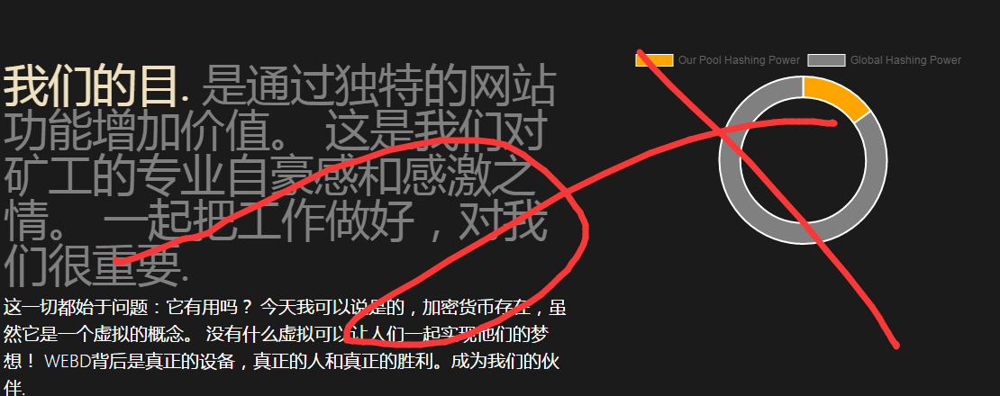 我们的目. 是通过独特的网站
功能增加价值。 这是我们对
矿工的专业自豪感和感激之
情。 一起把工作做好，对我
们很重要.
这一切都始于问题：它有用吗？ 今天我可以说是的，加密货币存在，虽
然它是一个虚拟的概念。 没有什么虚拟可以让人们一起实现他们的梦
想！ WEBD背后是真正的设备，真正的人和真正的胜利。成为我们的伙
伴.
Our Pool Hashing Power
Global Hashing Power